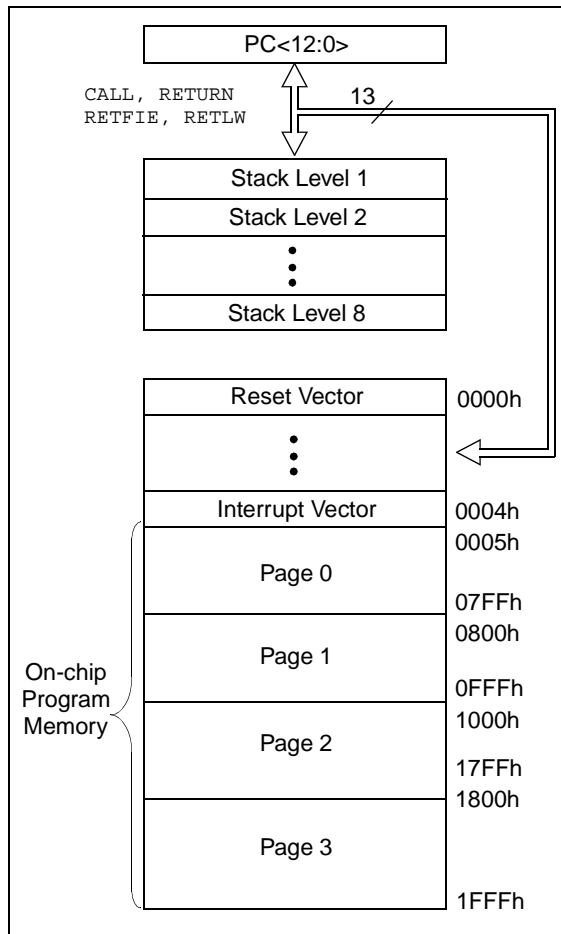 PC<12:0>
CALL, RETURN
RETFIE, RETLW
13
Stack Level 1
Stack Level 2
Stack Level 8
Reset Vector
0000h
Interrupt Vector
0004h
0005h
Page 0
07FFh
0800h
Page 1
0FFFh
On-chip
Program
Memory
1000h
Page 2
17FFh
1800h
Page 3
1FFFh